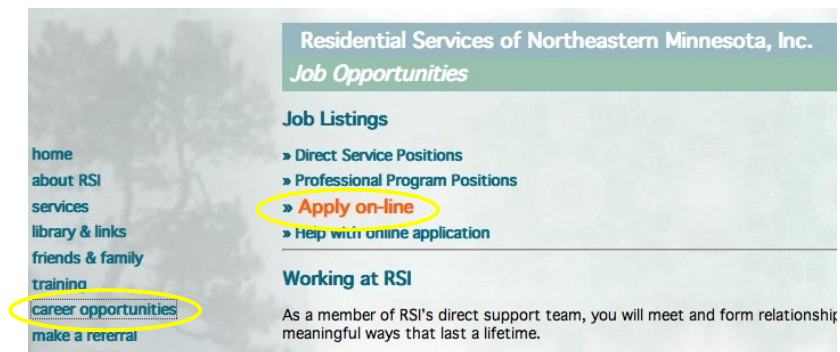 Residential Services of Northeastern Minnesota, Inc.
Job Opportunities
Job Listings
» Direct Service Positions
» Professional Program Positions
» Apply on-line
» Help with online application
home
about RSI
services
library & links
friends & family
training
career opportunities
make a referral
Working at RSI
As a member of RSI's direct support team, you will meet and form relationship
meaningful ways that last a lifetime.